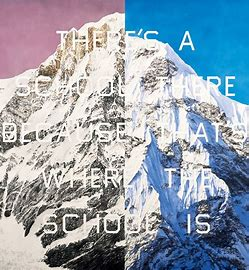 THERE'S A
SCHOOL THERE
BECAUSE THAT'S
WHERE THE
SCHOOL IS